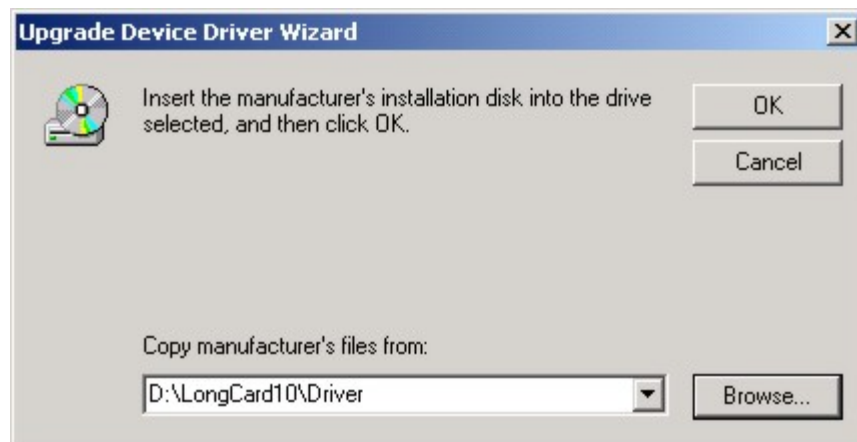 Upgrade Device Driver Wizard
Insert the manufacturer's installation disk into the drive
selected, and then click OK.
OK
Cancel
Copy manufacturer's files from:
D:\LongCard10\Driver
Browse...